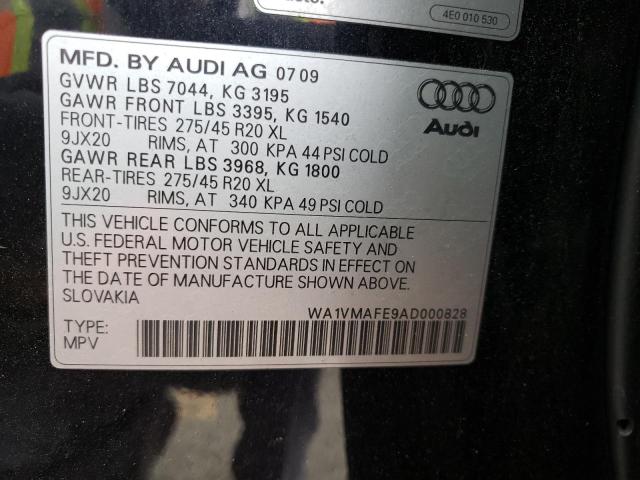 4E0 010 530
MFD. BY AUDI AG 07 09
GVWR LBS 7044, KG 3195
GAWR FRONT LBS 3395, KG 1540
FRONT-TIRES 275/45 R20 XL
9JX20 RIMS, AT 300 KPA 44 PSI COLD
GAWR REAR LBS 3968, KG 1800
REAR-TIRES 275/45 R20 XL
9JX20 RIMS, AT 340 KPA 49 PSI COLD
Audi
THIS VEHICLE CONFORMS TO ALL APPLICABLE
U.S. FEDERAL MOTOR VEHICLE SAFETY AND
THEFT PREVENTION STANDARDS IN EFFECT ON
THE DATE OF MANUFACTURE SHOWN ABOVE.
SLOVAKIA
WA1VMAFE9AD000828
TYPE:
MPV